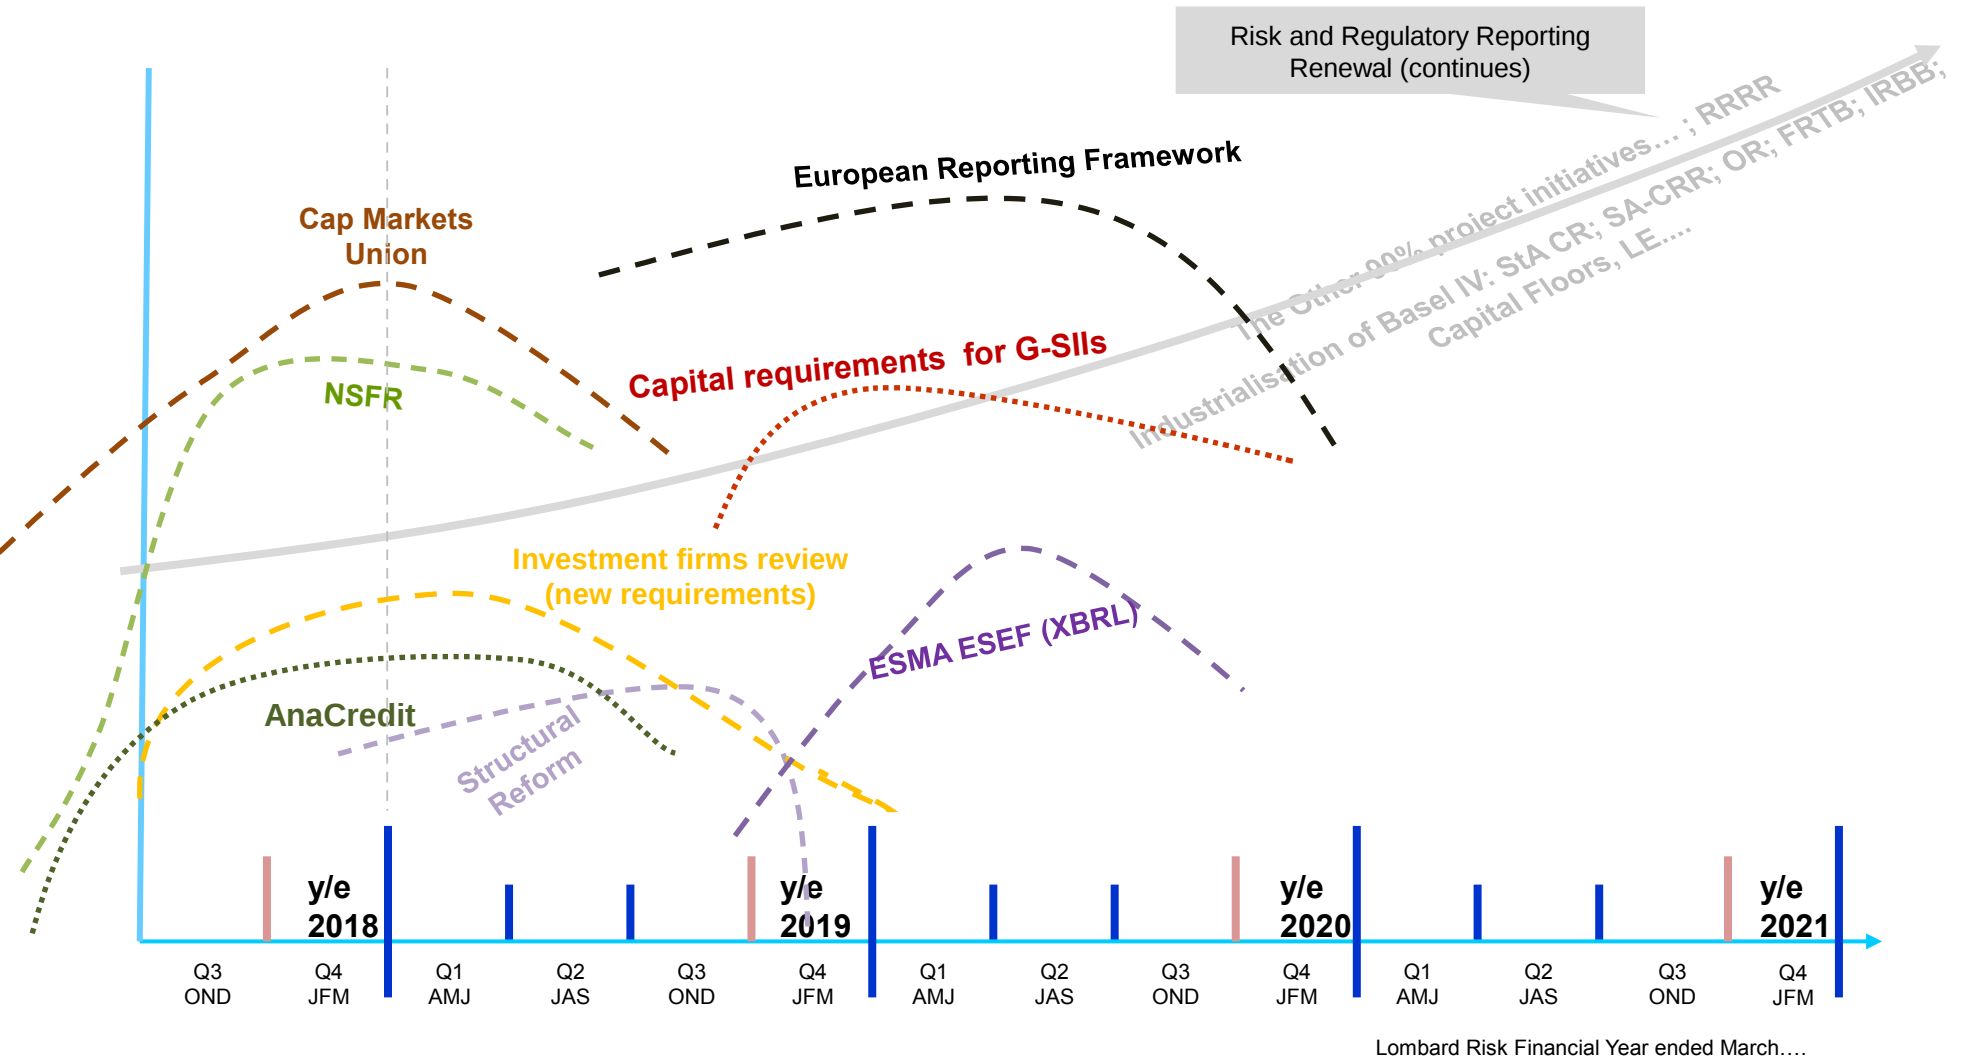 Risk and Regulatory Reporting
Renewal (continues)
The Other 90% project initiatives… ; RRRR
Industrialisation of Basel IV: StA CR; SA-CRR; OR; FRTB; IRBB;
Capital Floors, LE….
European Reporting Framework
Cap Markets
Union
Capital requirements for G-SIIs
NSFR
Investment firms review
(new requirements)
ESMA ESEF (XBRL)
AnaCredit
Structural
Reform
y/e
2018
y/e
2019
y/e
2020
y/e
2021
Q3
OND
Q4
JFM
Q1
AMJ
Q2
JAS
Q3
OND
Q4
JFM
Q1
AMJ
Q2
JAS
Q3
OND
Q4
JFM
Q1
AMJ
Q2
JAS
Q3
OND
Q4
JFM
Lombard Risk Financial Year ended March….